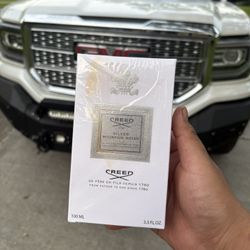 GMC
CREED
SILVER
MOUNTAIN WATER
CREED
DE PÈRE EN FILS DEPUIS 1760
FROM FATHER TO SON SINCE 1760
100 ML
3.3 FL.OZ